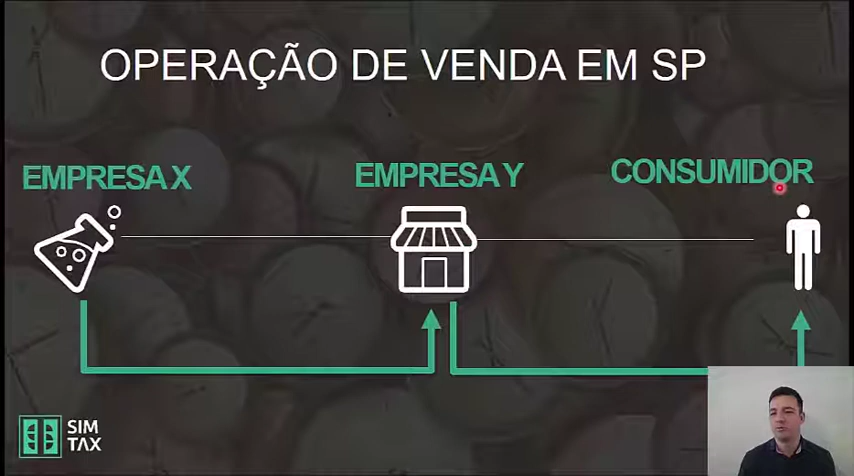 OPERAÇÃO DE VENDA EM SP
EMPRESA X
EMPRESA Y
CONSUMIDOR
SIM
TAX